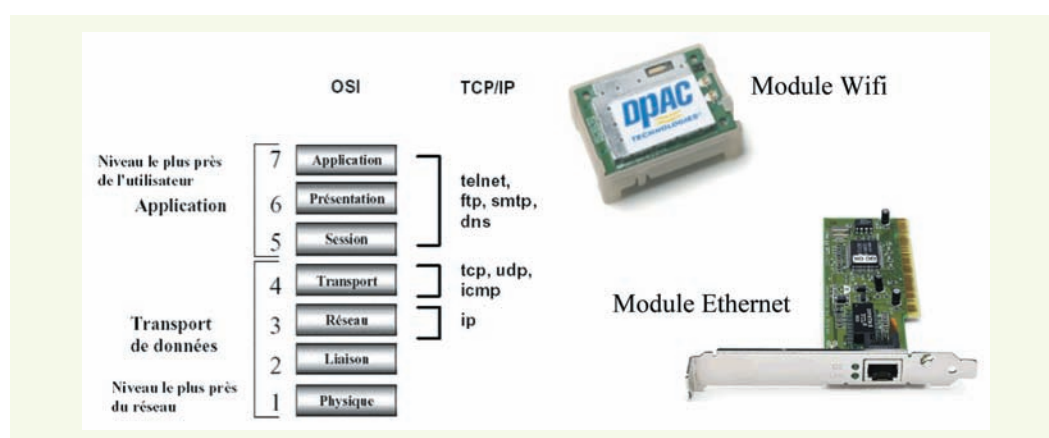 OSI
TCP/IP
Module Wifi
DPAC
TECHNOLOGIES
Niveau le plus près
de l'utilisateur
Application
7 Application
6 Présentation
5 Session
telnet,
ftp, smtp,
dns
4 Transport
tcp, udp,
icmp
3 Réseau
ip
Transport
de données
2 Liaison
Niveau le plus près
du réseau
1 Physique
Module Ethernet